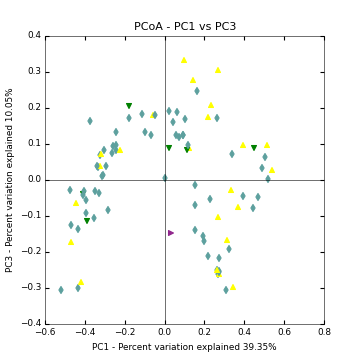 PCoA - PC1 vs PC3
0.4
0.3
0.2
0.1
0.0
−0.1
−0.2
−0.3
−0.4
PC3 - Percent variation explained 10.05%
−0.6 −0.4 −0.2 0.0 0.2 0.4 0.6 0.8
PC1 - Percent variation explained 39.35%